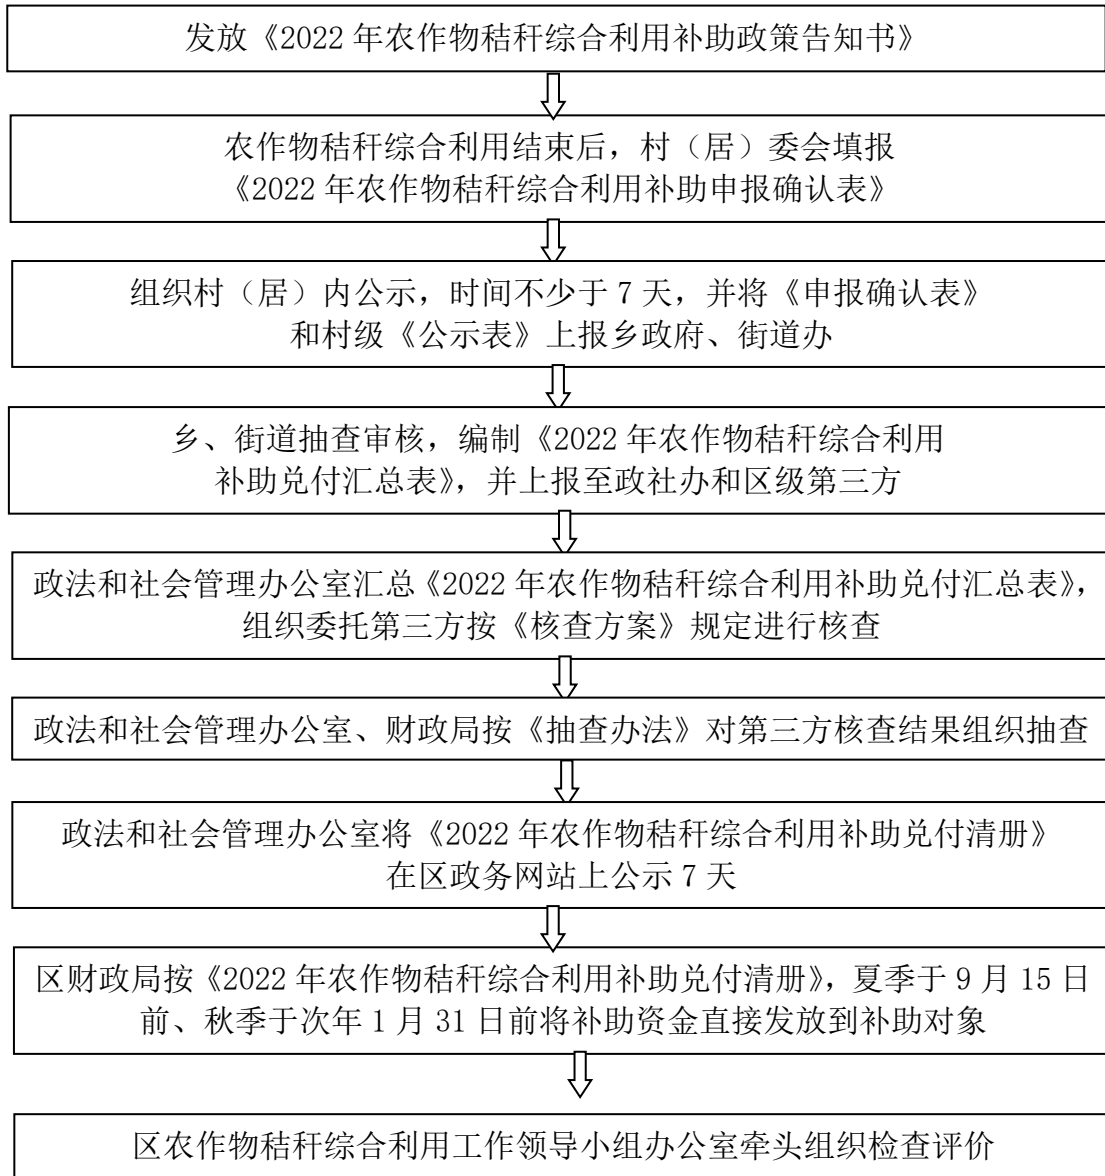 发放《2022 年农作物秸秆综合利用补助政策告知书》
农作物秸秆综合利用结束后，村（居）委会填报
《2022 年农作物秸秆综合利用补助申报确认表》
组织村（居）内公示，时间不少于 7 天，并将《申报确认表》
和村级《公示表》上报乡政府、街道办
乡、街道抽查审核，编制《2022 年农作物秸秆综合利用
补助兑付汇总表》，并上报至政社办和区级第三方
政法和社会管理办公室汇总《2022 年农作物秸秆综合利用补助兑付汇总表》，
组织委托第三方按《核查方案》规定进行核查
政法和社会管理办公室、财政局按《抽查办法》对第三方核查结果组织抽查
政法和社会管理办公室将《2022 年农作物秸秆综合利用补助兑付清册》
在区政务网站上公示 7 天
区财政局按《2022 年农作物秸秆综合利用补助兑付清册》，夏季于 9 月 15 日
前、秋季于次年 1 月 31 日前将补助资金直接发放到补助对象
区农作物秸秆综合利用工作领导小组办公室牵头组织检查评价